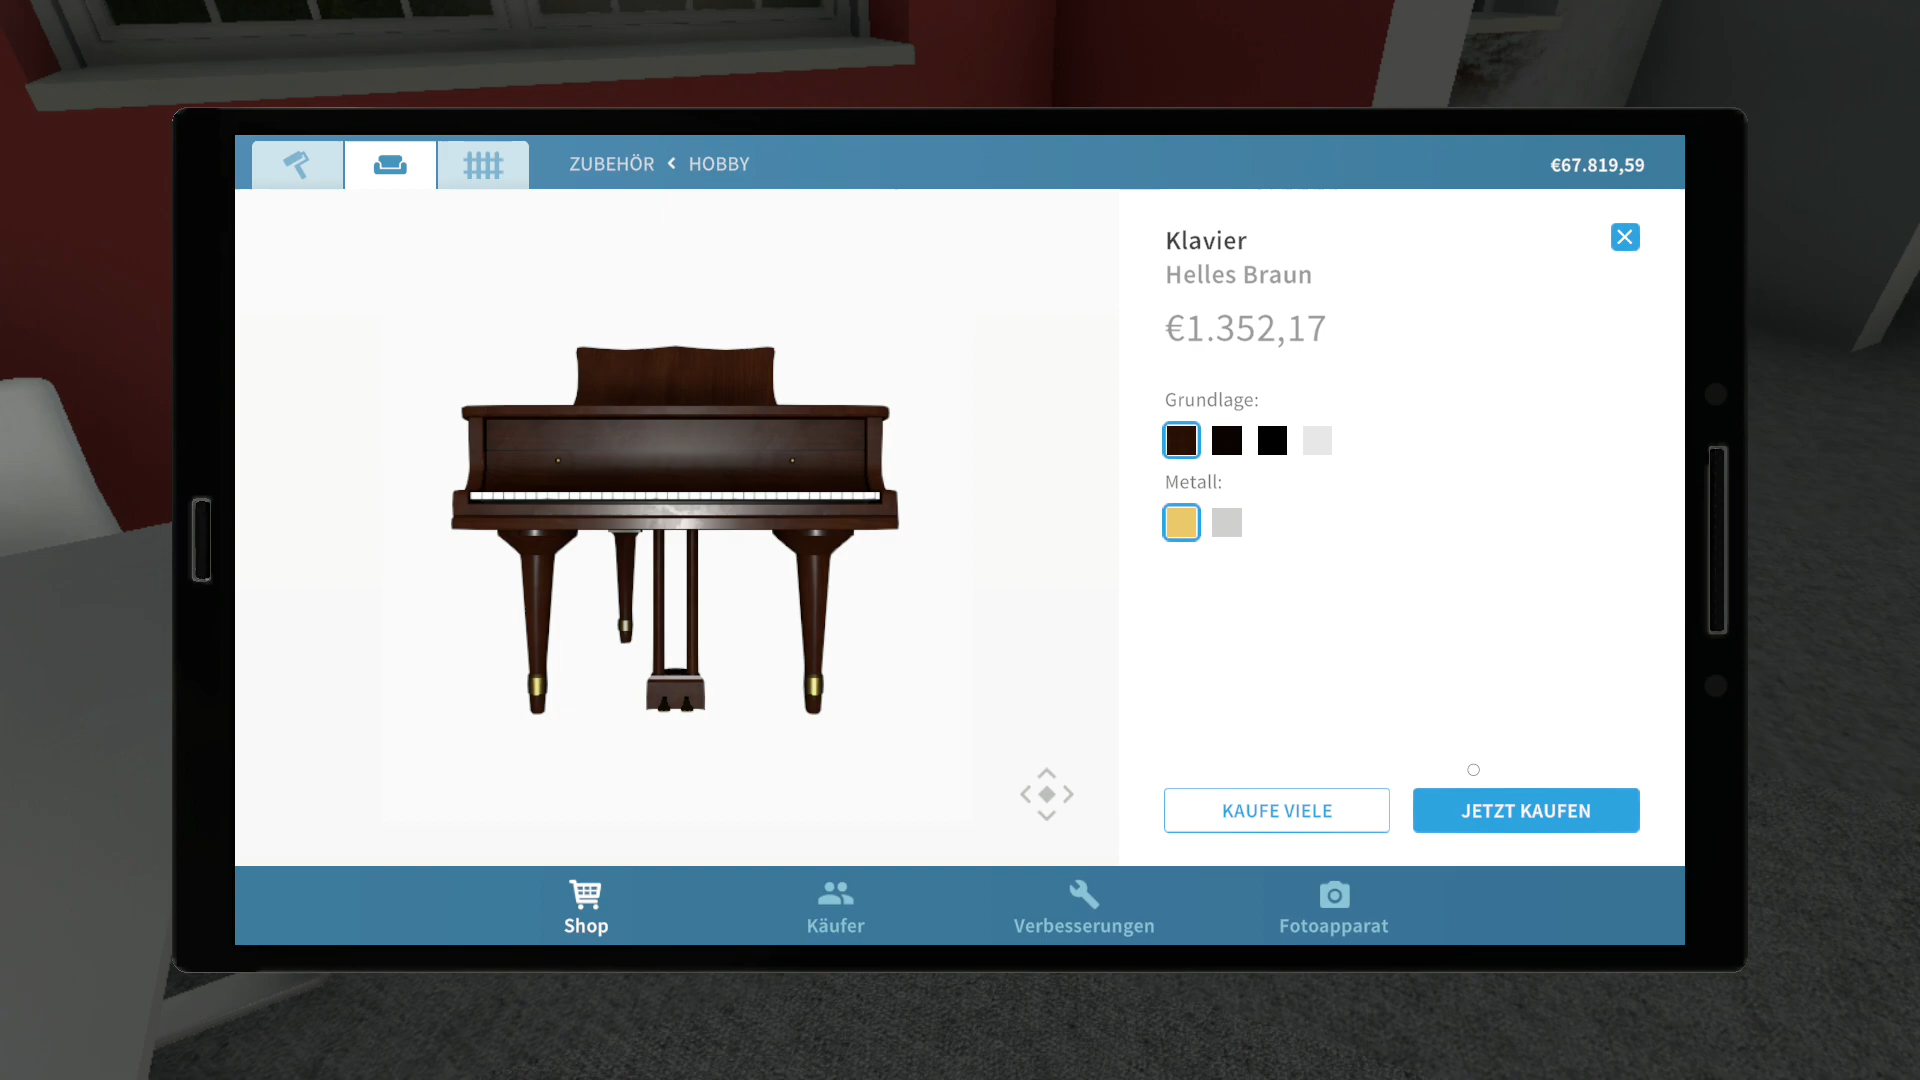 ZUBEHÖR < HOBBY
€67.819,59
Klavier
Helles Braun
€1.352,17
Grundlage:
Metall:
KAUFE VIELE
JETZT KAUFEN
Shop
Käufer
Verbesserungen
Fotoapparat